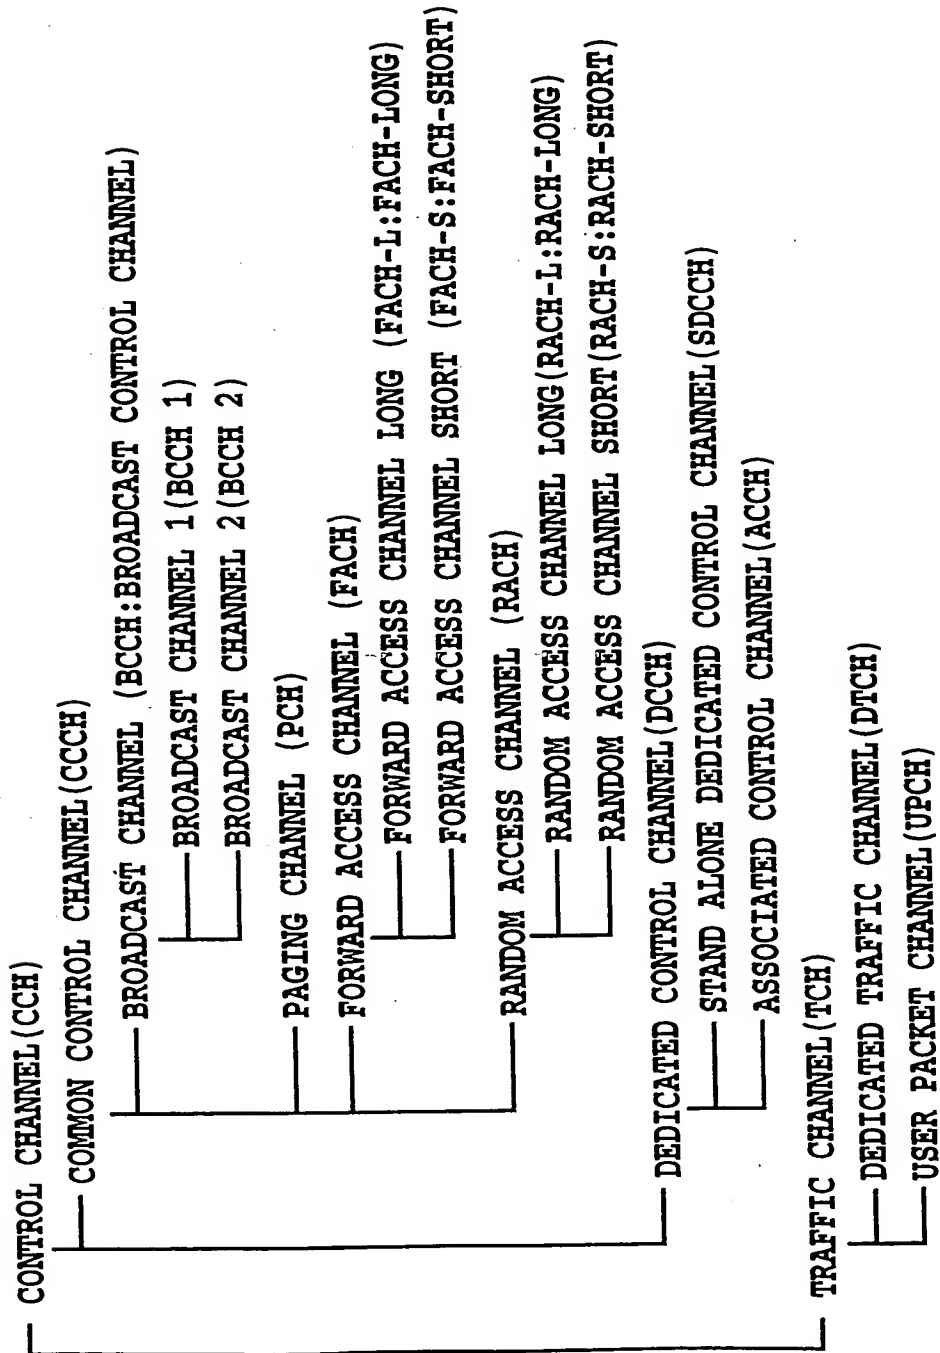 CONTROL CHANNEL(CCH)
COMMON CONTROL CHANNEL(CCCH)
BROADCAST CHANNEL (BCCH:BROADCAST CONTROL CHANNEL)
BROADCAST CHANNEL 1(BCCH 1)
BROADCAST CHANNEL 2(BCCH 2)
PAGING CHANNEL (PCH)
FORWARD ACCESS CHANNEL (FACH)
FORWARD ACCESS CHANNEL LONG (FACH-L:FACH-LONG)
FORWARD ACCESS CHANNEL SHORT (FACH-S:FACH-SHORT)
RANDOM ACCESS CHANNEL (RACH)
RANDOM ACCESS CHANNEL LONG(RACH-L:RACH-LONG)
RANDOM ACCESS CHANNEL SHORT(RACH-S:RACH-SHORT)
DEDICATED CONTROL CHANNEL(DCCH)
STAND ALONE DEDICATED CONTROL CHANNEL(SDCCH)
ASSOCIATED CONTROL CHANNEL(ACCH)
TRAFFIC CHANNEL(TCH)
DEDICATED TRAFFIC CHANNEL(DTCH)
USER PACKET CHANNEL(UPCH)